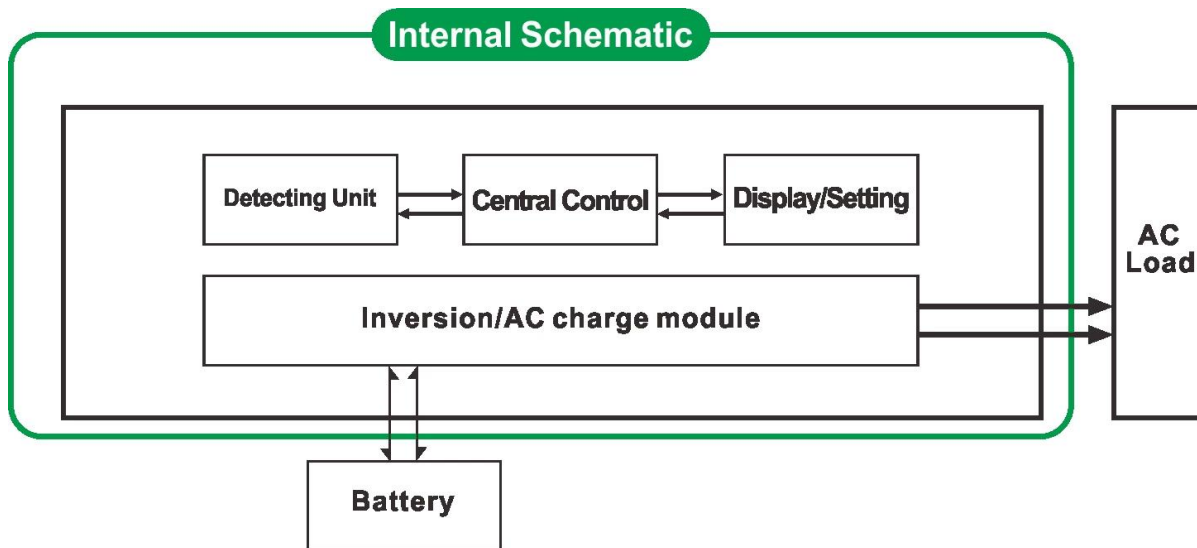 Internal Schematic
Detecting Unit
Central Control
Display/Setting
AC
Load
Inversion/AC charge module
Battery